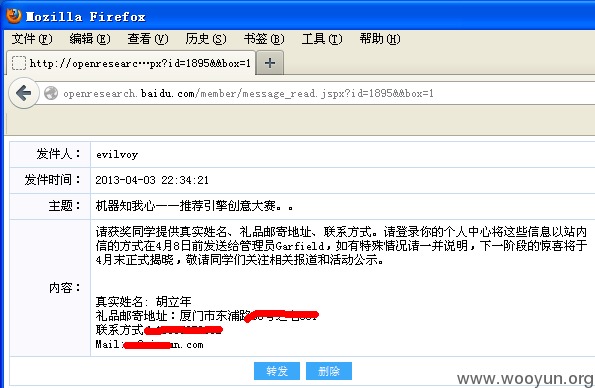 Mozilla Firefox
文件(F) 编辑(E) 查看(V) 历史(S) 书签(B) 工具(T) 帮助(H)
http://openresearc…px?id=1895&&box=1
openresearch.baidu.com/member/message_read.jspx?id=1895&&box=1
发件人： evilvoy
发件时间： 2013-04-03 22:34:21
主题： 机器知我心——推荐引擎创意大赛。。
请获奖同学提供真实姓名、礼品邮寄地址、联系方式。请登录你的个人中心将这些信息以站内
信的方式在4月8日前发送给管理员Garfield，如有特殊情况请一并说明，下一阶段的惊喜将于
4月末正式揭晓，敬请同学们关注相关报道和活动公示。
内容：
真实姓名: 胡立年
礼品邮寄地址：厦门市东浦路
联系方式
Mail: un.com
转发 删除
www.wooyun.org